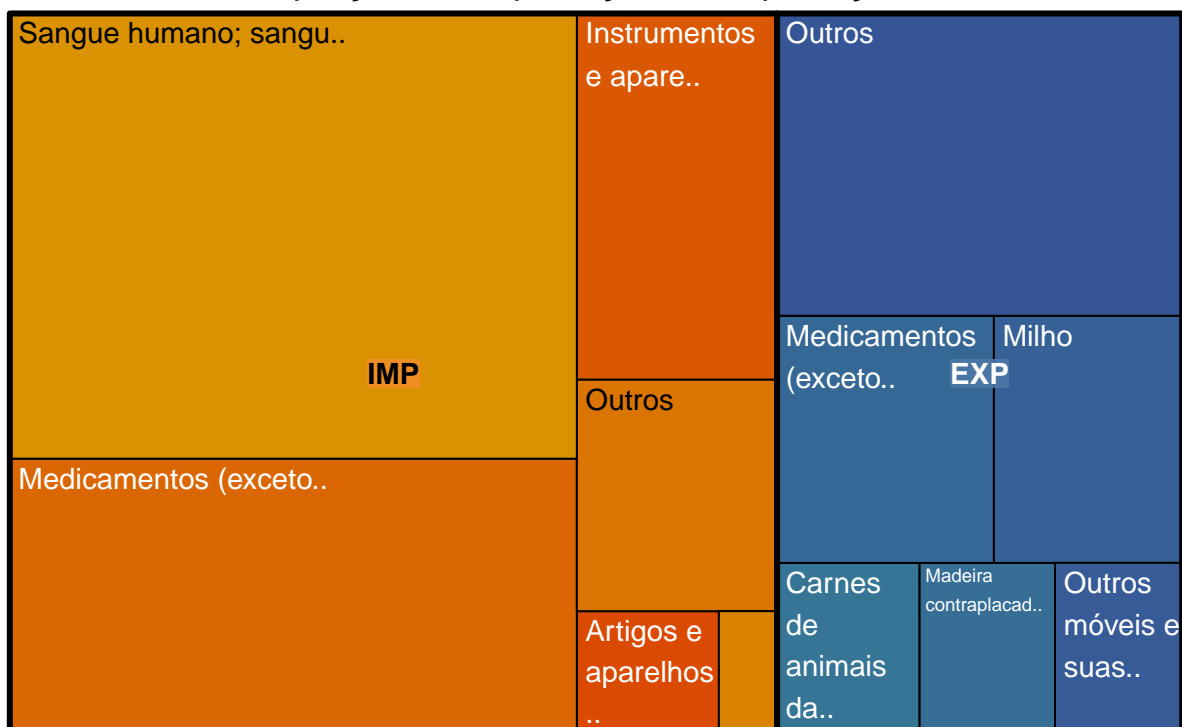 Sangue humano; sangu..
Instrumentos
e apare..
Outros
IMP
Outros
Medicamentos (exceto..
Artigos e
aparelhos
..
Medicamentos
(exceto..
Milho
EXP
Carnes
de
animais
da..
Madeira
contraplacad..
Outros
móveis e
suas..